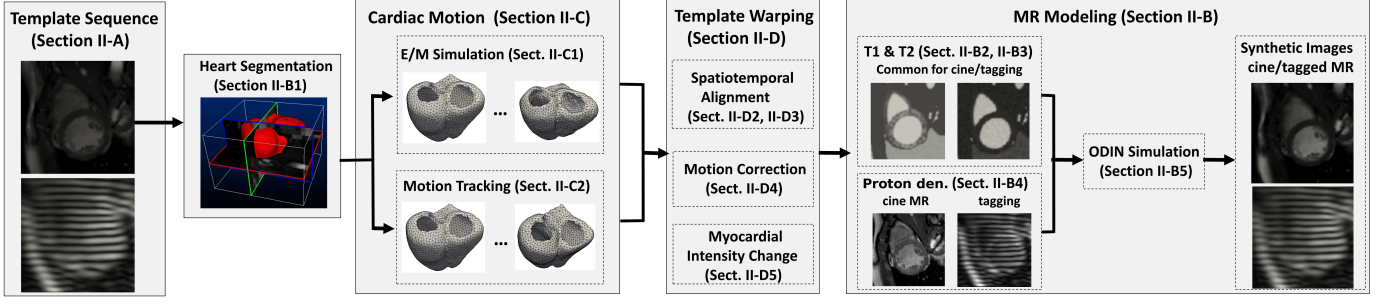 Template Sequence
(Section II-A)
Heart Segmentation
(Section II-B1)
Cardiac Motion (Section II-C)
E/M Simulation (Sect. II-C1)
...
Motion Tracking (Sect. II-C2)
...
Template Warping
(Section II-D)
Spatiotemporal
Alignment
(Sect. II-D2, II-D3)
Motion Correction
(Sect. II-D4)
Myocardial
Intensity Change
(Sect. II-D5)
MR Modeling (Section II-B)
T1 & T2 (Sect. II-B2, II-B3)
Common for cine/tagging
Proton den. (Sect. II-B4)
cine MR tagging
ODIN Simulation
(Section II-B5)
Synthetic Images
cine/tagged MR